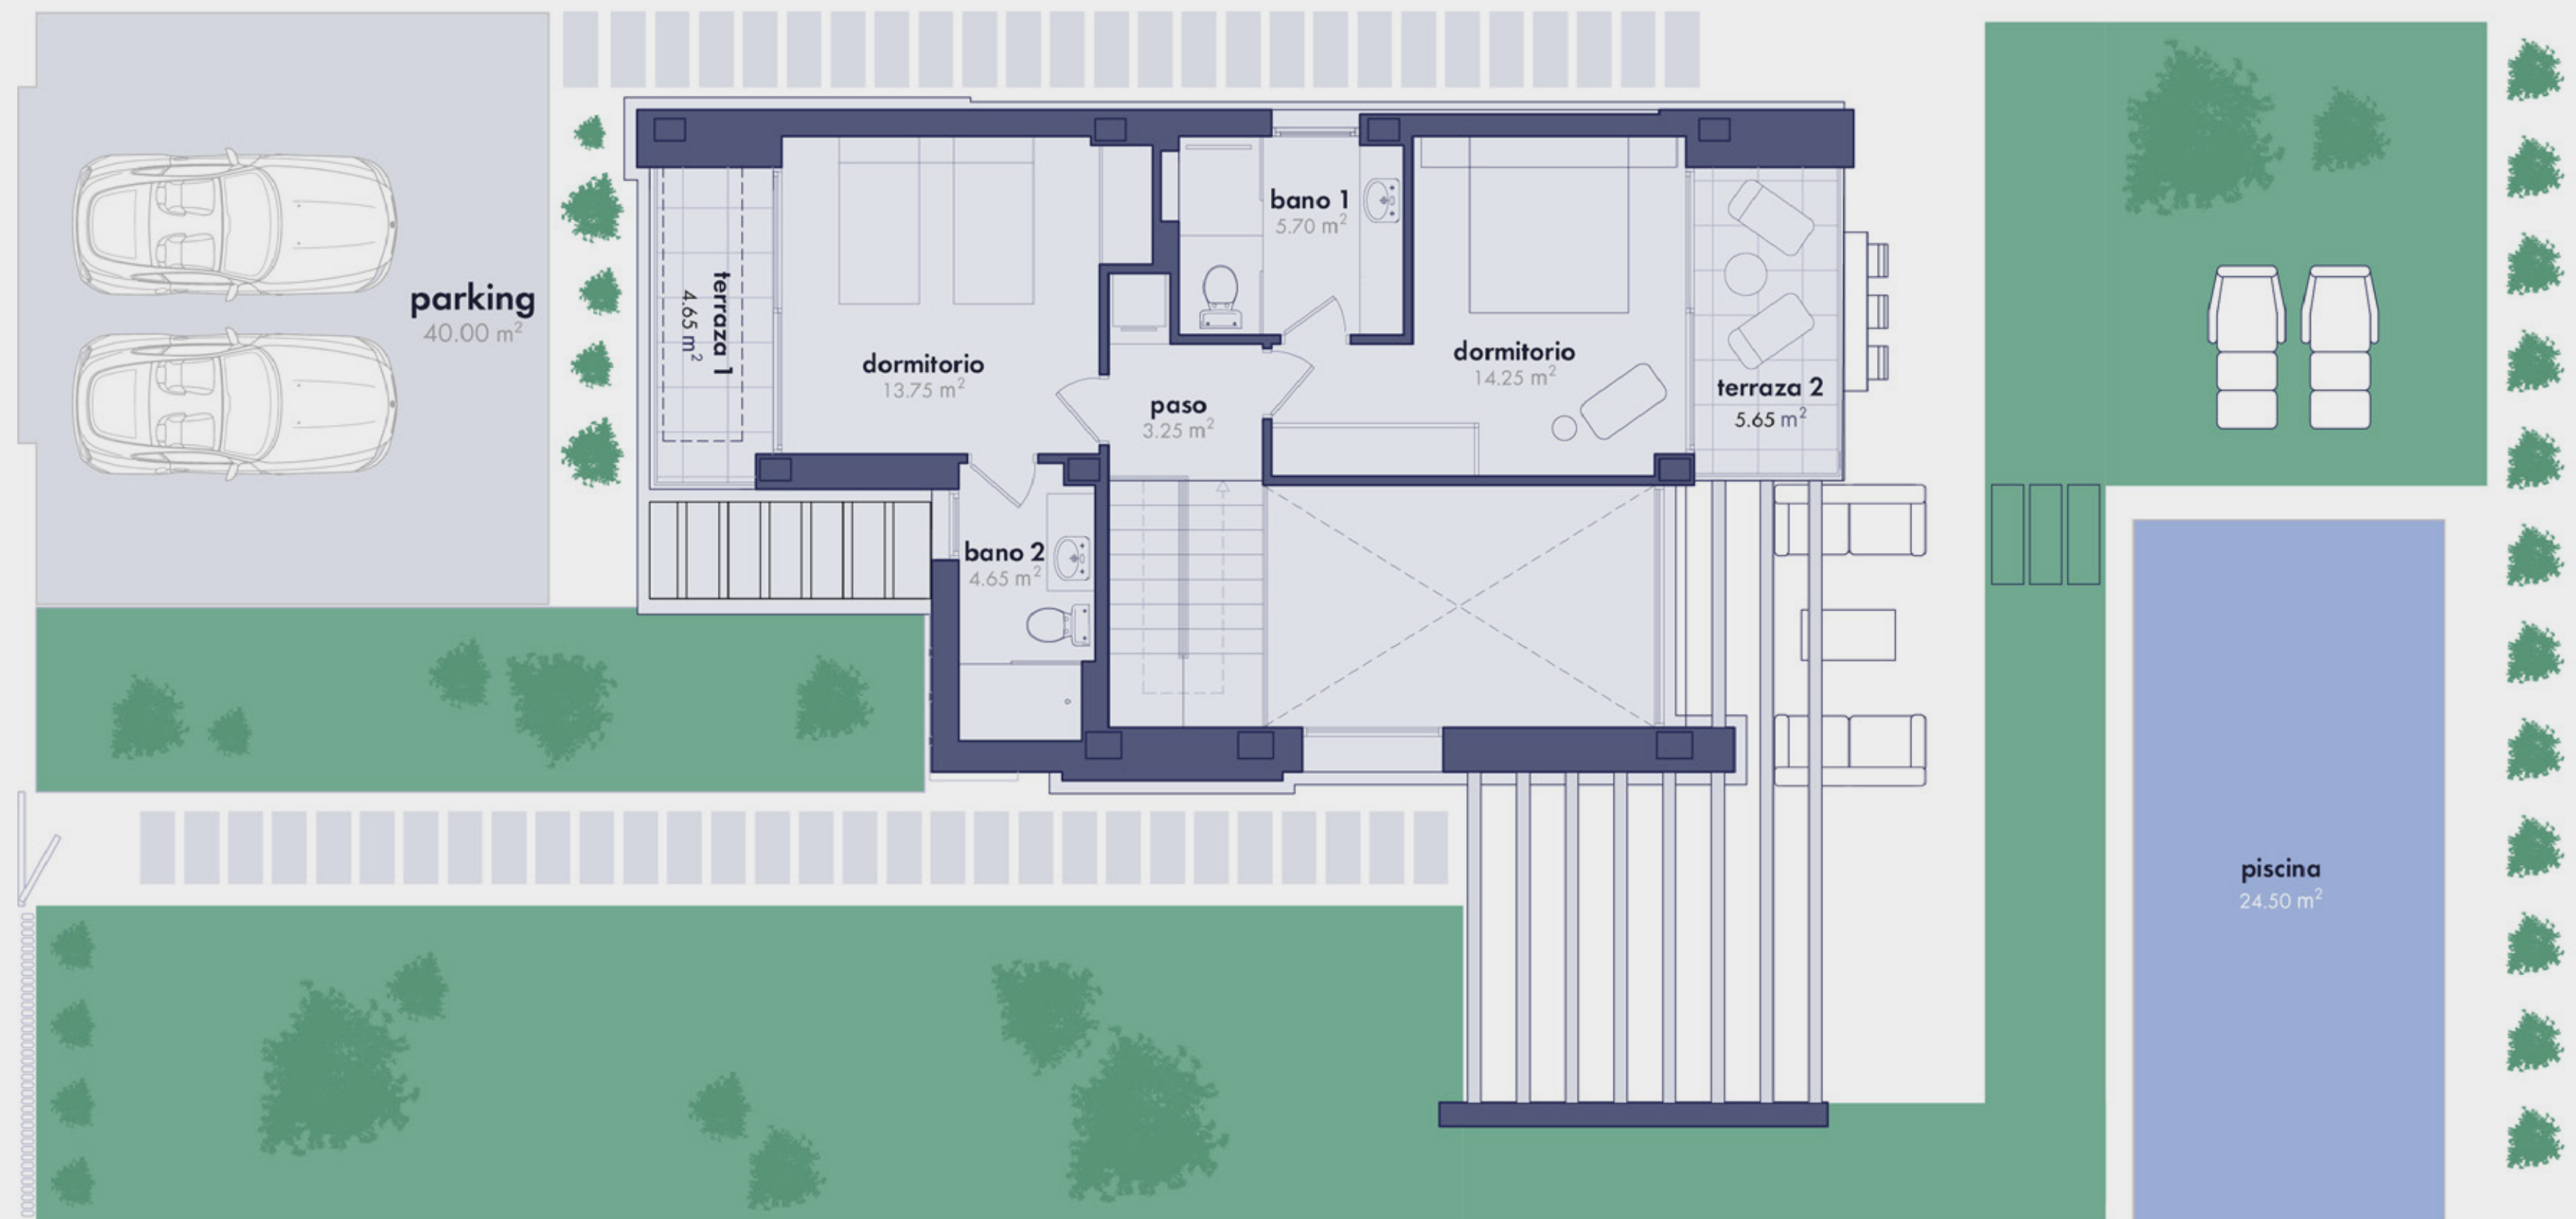 parking
40.00 m²
terraza 1
4.65 m²
dormitorio
13.75 m²
bano 1
5.70 m²
paso
3.25 m²
dormitorio
14.25 m²
terraza 2
5.65 m²
bano 2
4.65 m²
piscina
24.50 m²